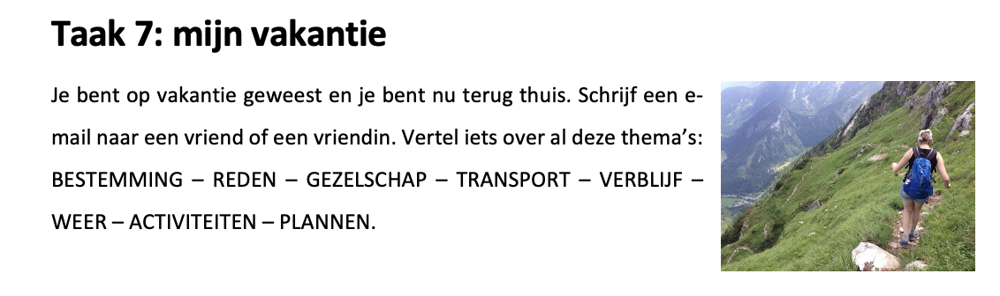 Taak 7: mijn vakantie
Je bent op vakantie geweest en je bent nu terug thuis. Schrijf een e-
mail naar een vriend of een vriendin. Vertel iets over al deze thema’s:
BESTEMMING – REDEN – GEZELSCHAP – TRANSPORT – VERBLIJF –
WEER – ACTIVITEITEN – PLANNEN.